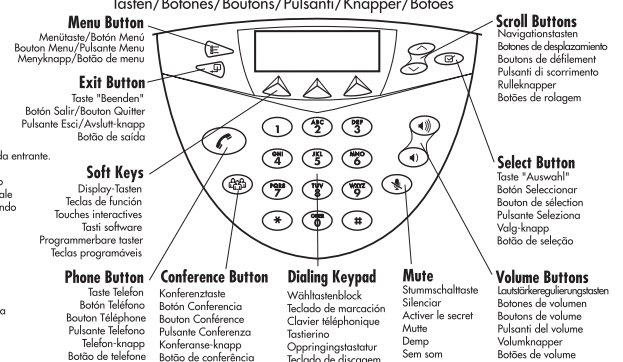 Tasten/Botones/Boutons/Pulsanti/Knapper/Botões
Menu Button
Menütaste/Botón Menú
Bouton Menu/Pulsante Menu
Menyknapp/Botão de menu
Exit Button
Taste "Beenden"
Botón Salir/Bouton Quitter
Pulsante Esci/Avslutt-knapp
Botão de saída
da entrante.
Soft Keys
Display-Tasten
Teclas de función
Touches interactives
Tasti software
Programmerbare taster
Teclas programáveis
Scroll Buttons
Navigationstasten
Botones de desplazamiento
Boutons de défilement
Pulsanti di scorrimento
Rulleknapper
Botões de rolagem
1
ABC
2
DEF
3
GHI
4
JKL
5
MNO
6
PQRS
7
TUV
8
WXYZ
9
*
OPER
0
#
Select Button
Taste "Auswahl"
Botón Seleccionar
Bouton de sélection
Pulsante Seleziona
Valg-knapp
Botão de seleção
Phone Button
Taste Telefon
Botón Teléfono
Bouton Téléphone
Pulsante Telefono
Telefon-knapp
Botão de telefone
Conference Button
Konferenztaste
Botón Conferencia
Bouton Conférence
Pulsante Conferenza
Konferanse-knapp
Botão de conferência
Dialing Keypad
Wähltastenblock
Teclado de marcación
Clavier téléphonique
Tastierino
Oppringingstastatur
Teclado de discagem
Mute
Stummschalttaste
Silenciar
Activer le secret
Mutte
Demp
Sem som
Volume Buttons
Lautstärkeregulierungstasten
Botones de volumen
Boutons de volume
Pulsanti del volume
Volumknapper
Botões de volume